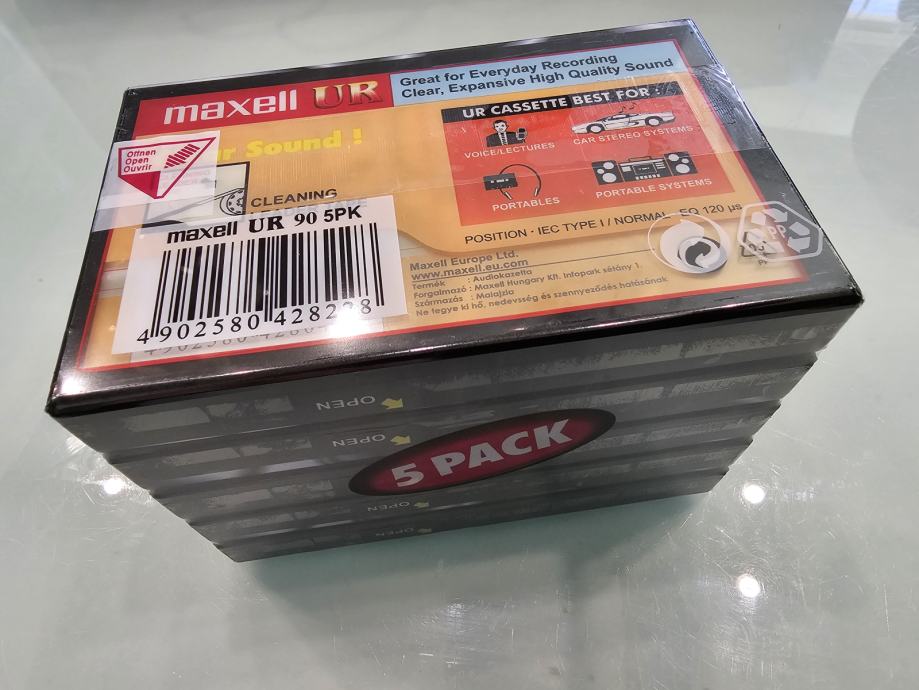 maxell UR
Great for Everyday Recording
Clear, Expansive High Quality Sound
Sound !
Öffnen
Open
Ouvrir
CLEANING
LEADER TAPE
UR CASSETTE BEST FOR :
VOICE/LECTURES
CAR STEREO SYSTEMS
PORTABLES
PORTABLE SYSTEMS
POSITION · IEC TYPE I / NORMAL EQ 120 µs
maxell UR 90 5PK
4 902580 428228
Maxell Europe Ltd.
www.maxell.eu.com
Termék : Audiokazetta
Forgalmazó : Maxell Hungary Kft. Infopark sétány 1.
Származás : Malajzia
Ne tegye ki hő, nedevsség és szennyeződés hatásának.
PP
OPEN
OPEN
5 PACK
OPEN
OPEN